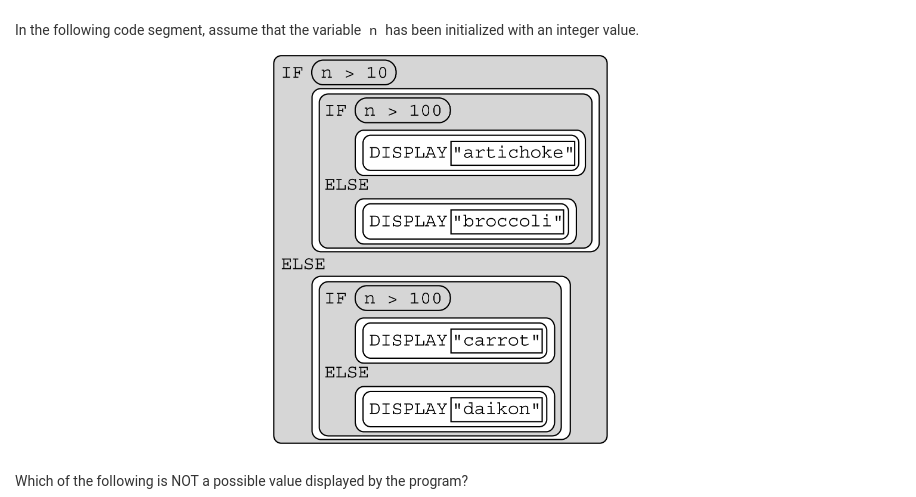 In the following code segment, assume that the variable n has been initialized with an integer value.
IF n > 10
IF n > 100
DISPLAY "artichoke"
ELSE
DISPLAY "broccoli"
ELSE
IF n > 100
DISPLAY "carrot"
ELSE
DISPLAY "daikon"
Which of the following is NOT a possible value displayed by the program?